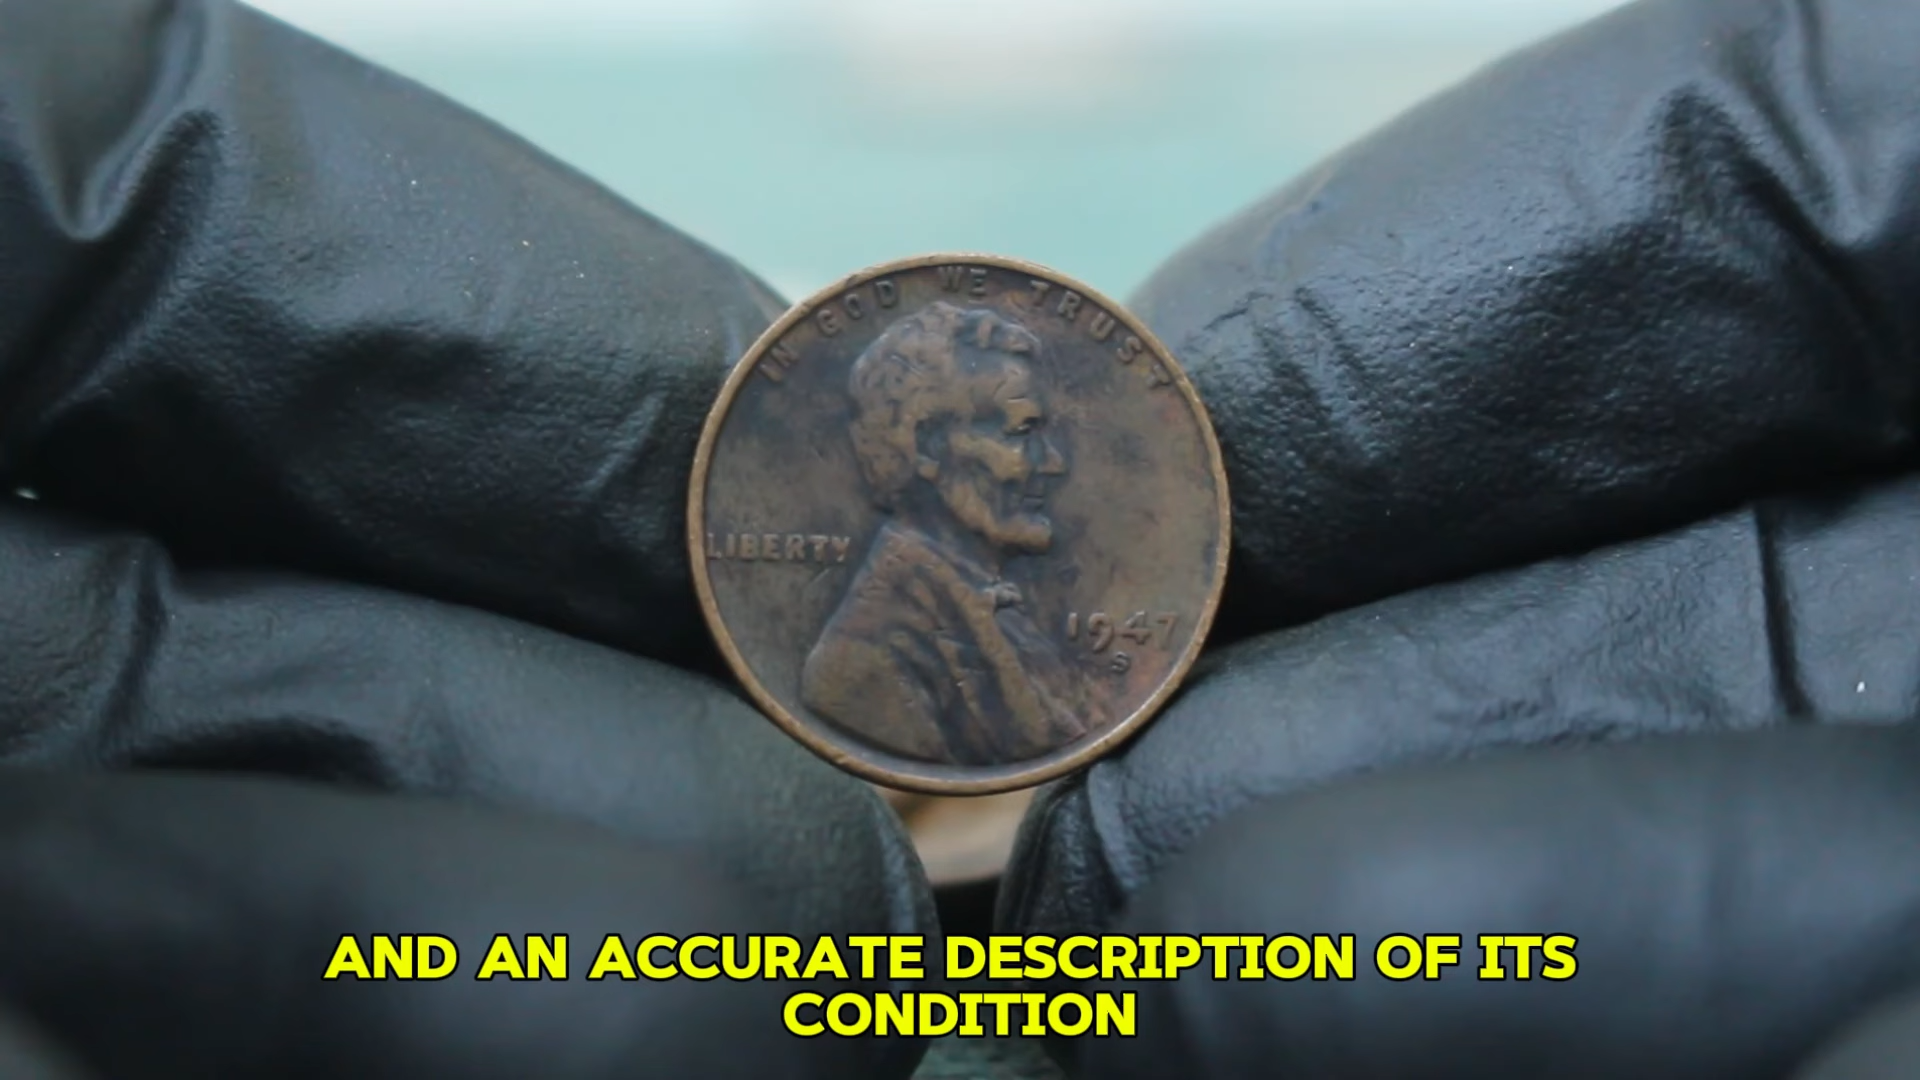 IN GOD WE TRUST
LIBERTY
1947
S
AND AN ACCURATE DESCRIPTION OF ITS
CONDITION